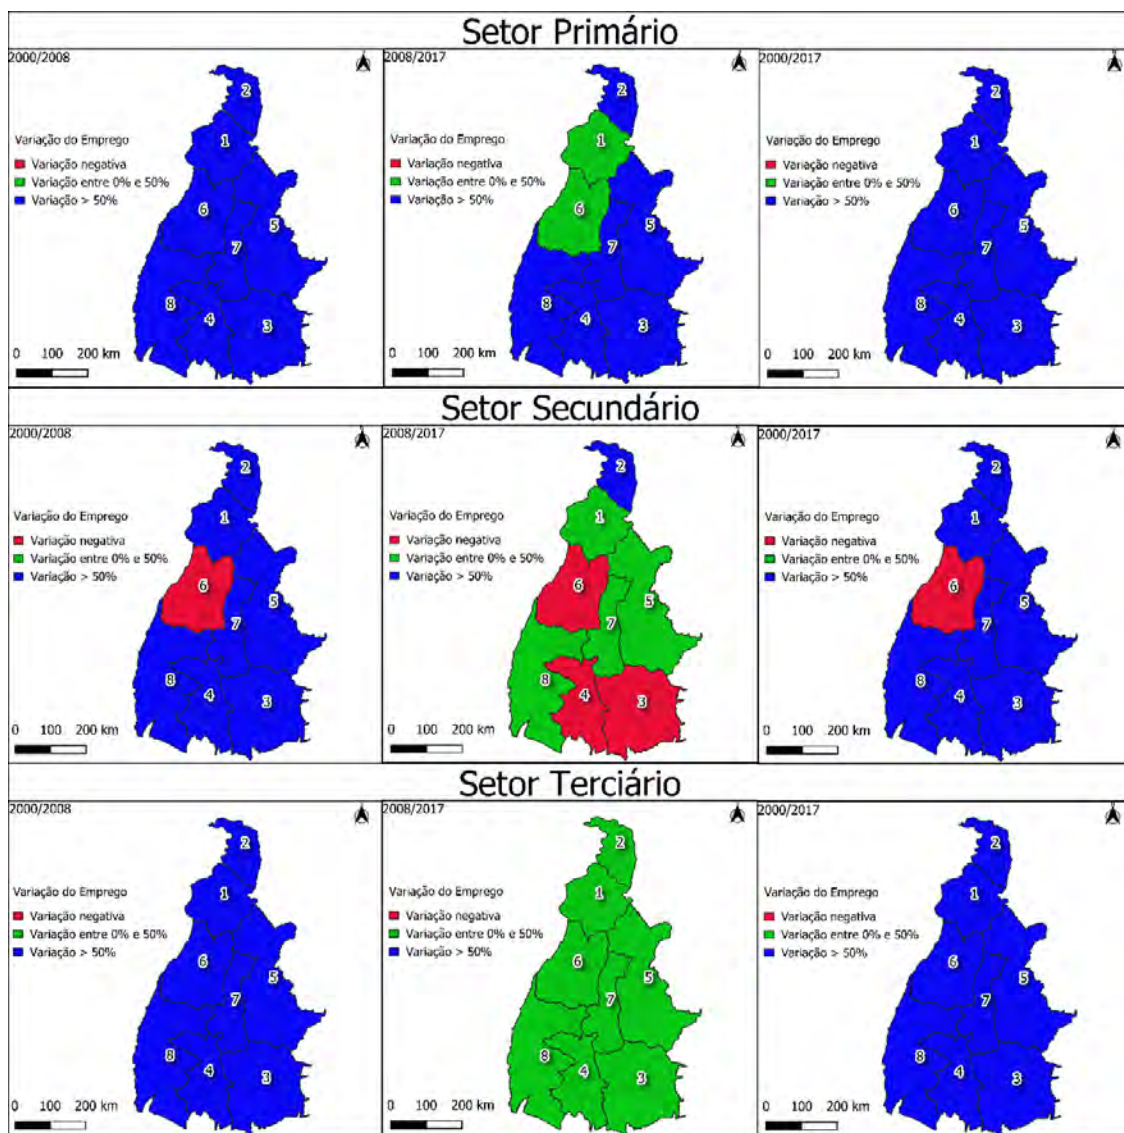 Setor Primário
2000/2008
Variação do Emprego
Variação negativa
Variação entre 0% e 50%
Variação > 50%
2
1
6
5
7
8
4
3
0 100 200 km
2008/2017
Variação do Emprego
Variação negativa
Variação entre 0% e 50%
Variação > 50%
2
1
6
5
7
8
4
3
0 100 200 km
2000/2017
Variação do Emprego
Variação negativa
Variação entre 0% e 50%
Variação > 50%
2
1
6
5
7
8
4
3
0 100 200 km
Setor Secundário
2000/2008
Variação do Emprego
Variação negativa
Variação entre 0% e 50%
Variação > 50%
2
1
6
5
7
8
4
3
0 100 200 km
2008/2017
Variação do Emprego
Variação negativa
Variação entre 0% e 50%
Variação > 50%
2
1
6
5
7
8
4
3
0 100 200 km
2000/2017
Variação do Emprego
Variação negativa
Variação entre 0% e 50%
Variação > 50%
2
1
6
5
7
8
4
3
0 100 200 km
Setor Terciário
2000/2008
Variação do Emprego
Variação negativa
Variação entre 0% e 50%
Variação > 50%
2
1
6
5
7
8
4
3
0 100 200 km
2008/2017
Variação do Emprego
Variação negativa
Variação entre 0% e 50%
Variação > 50%
2
1
6
5
7
8
4
3
0 100 200 km
2000/2017
Variação do Emprego
Variação negativa
Variação entre 0% e 50%
Variação > 50%
2
1
6
5
7
8
4
3
0 100 200 km